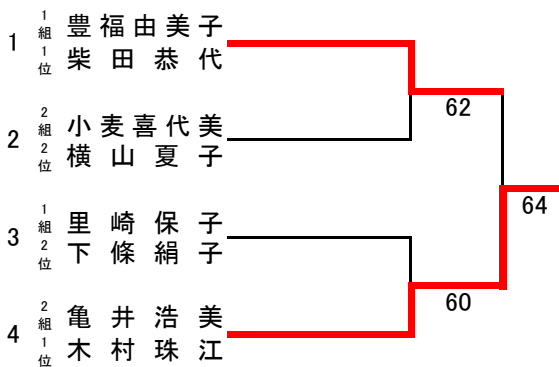 1 1組1位 豊福由美子
柴田恭代
62
2 2組2位 小麦喜代美
横山夏子
64
3 1組2位 里崎保子
下條絹子
60
4 2組1位 亀井浩美
木村珠江